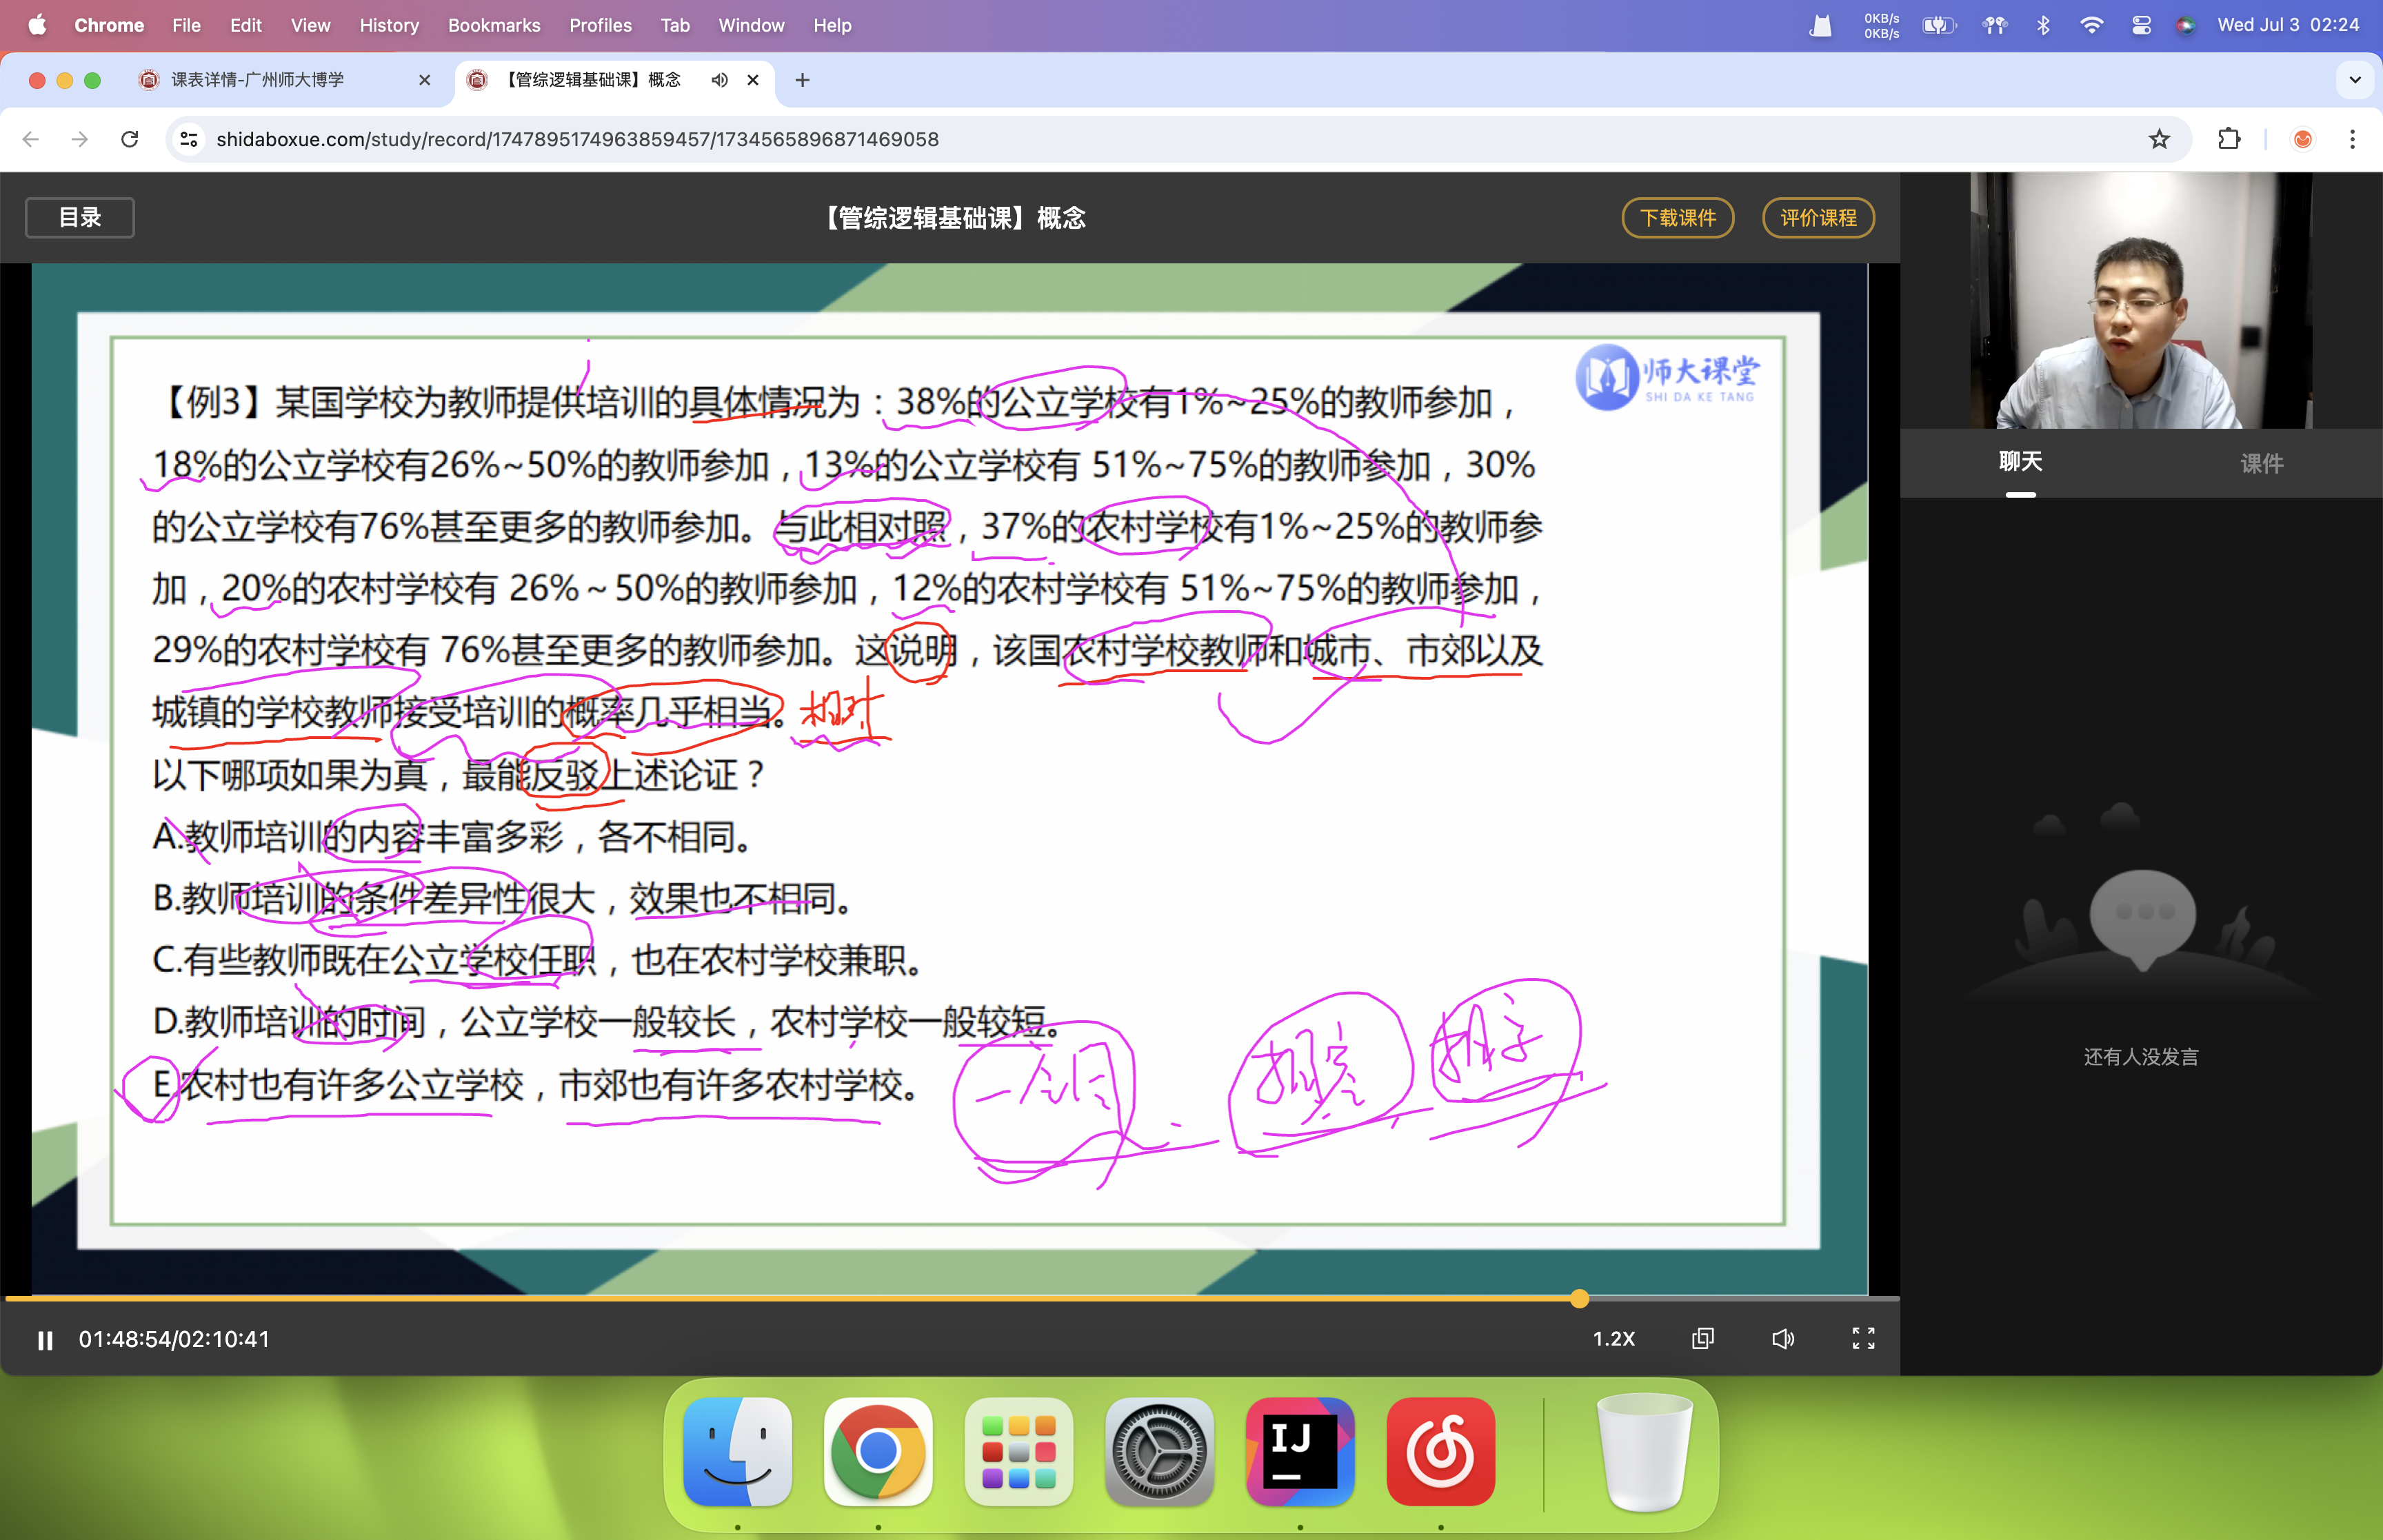 Chrome File Edit View History Bookmarks Profiles Tab Window Help 0KB/s 0KB/s Wed Jul 3 02:24
课表详情-广州师大博学 【管综逻辑基础课】概念
shidaboxue.com/study/record/1747895174963859457/1734565896871469058
目录 【管综逻辑基础课】概念 下载课件 评价课程
师大课堂
SHI DA KE TANG
【例3】某国学校为教师提供培训的具体情况为：38%的公立学校有1%~25%的教师参加，
18%的公立学校有26%~50%的教师参加，13%的公立学校有 51%~75%的教师参加，30%
的公立学校有76%甚至更多的教师参加。与此相对照，37%的农村学校有1%~25%的教师参
加，20%的农村学校有 26%～50%的教师参加，12%的农村学校有 51%~75%的教师参加，
29%的农村学校有 76%甚至更多的教师参加。这说明，该国农村学校教师和城市、市郊以及
城镇的学校教师接受培训的概率几乎相当。
以下哪项如果为真，最能反驳上述论证？
A.教师培训的内容丰富多彩，各不相同。
B.教师培训的条件差异性很大，效果也不相同。
C.有些教师既在公立学校任职，也在农村学校兼职。
D.教师培训的时间，公立学校一般较长，农村学校一般较短。
E.农村也有许多公立学校，市郊也有许多农村学校。
聊天 课件
还有人没发言
01:48:54/02:10:41 1.2X
IJ